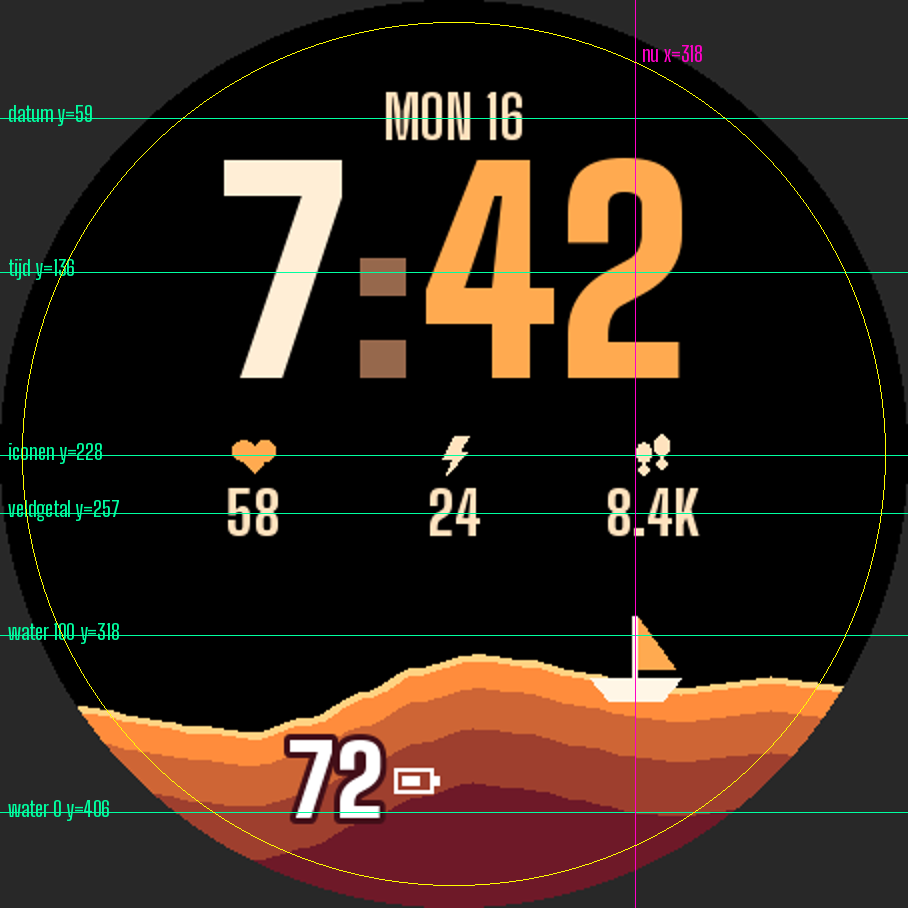 nu x=318
datum y=59
MON 16
7:42
tijd y=136
iconen y=228
58 24 8.4K
veldgetal y=257
water 100 y=318
72
water 0 y=406